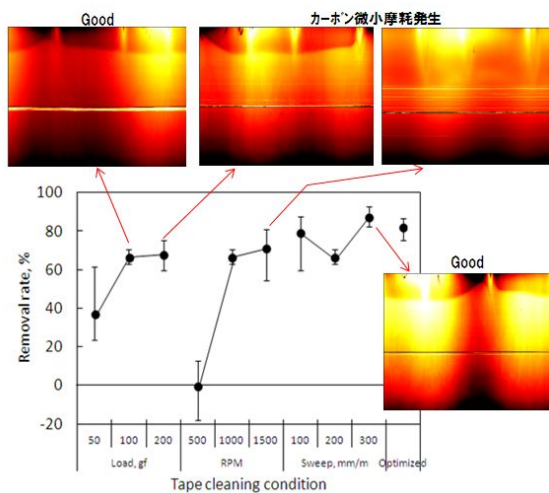 Good
カーボン微小摩耗発生
100
80
60
40
20
0
-20
Removal rate, %
Good
50 100 200 500 1000 1500 100 200 300
Load, gf RPM Sweep, mm/m Optimized
Tape cleaning condition